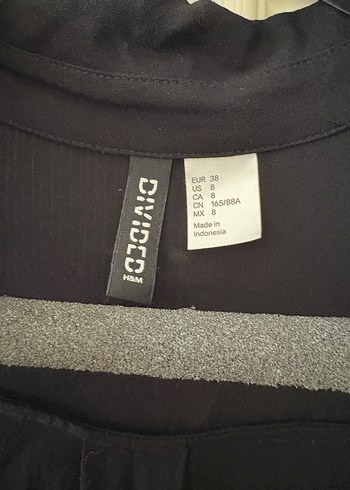 DIVIDED
H&M
EUR 38
US 8
CA 8
CN 165/88A
MX 8
Made in
Indonesia